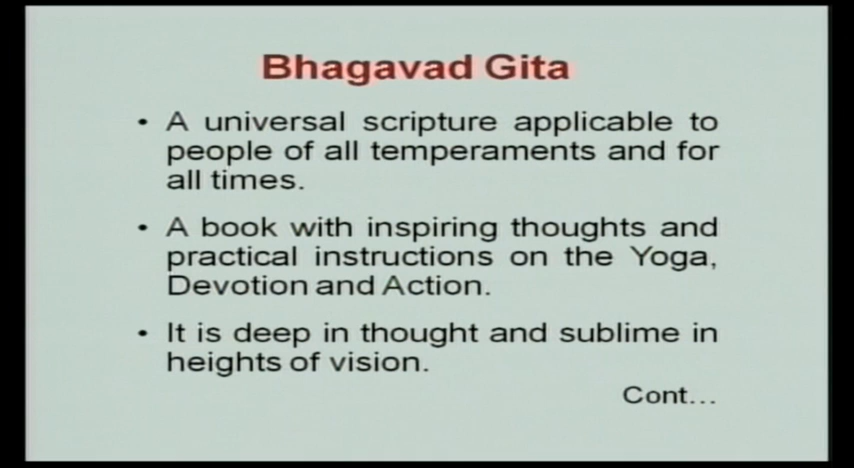 Bhagavad Gita
• A universal scripture applicable to
people of all temperaments and for
all times.
• A book with inspiring thoughts and
practical instructions on the Yoga,
Devotion and Action.
• It is deep in thought and sublime in
heights of vision.
Cont...